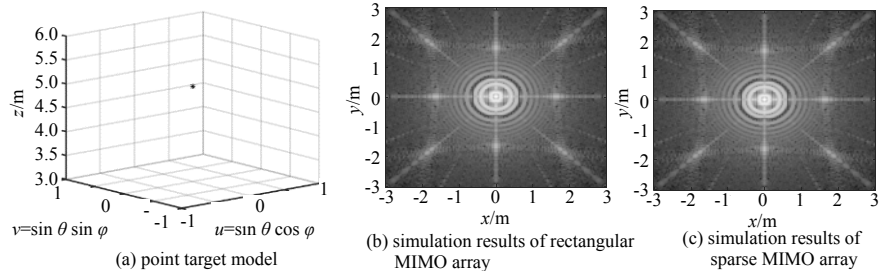 6.0
5.5
5.0
4.5
4.0
3.5
3.0
z/m
1
0
-1
-1
0
1
v=sin θ sin φ
u=sin θ cos φ
(a) point target model
3
2
1
0
-1
-2
-3
y/m
-3 -2 -1 0 1 2 3
x/m
(b) simulation results of rectangular
MIMO array
3
2
1
0
-1
-2
-3
y/m
-3 -2 -1 0 1 2 3
x/m
(c) simulation results of
sparse MIMO array